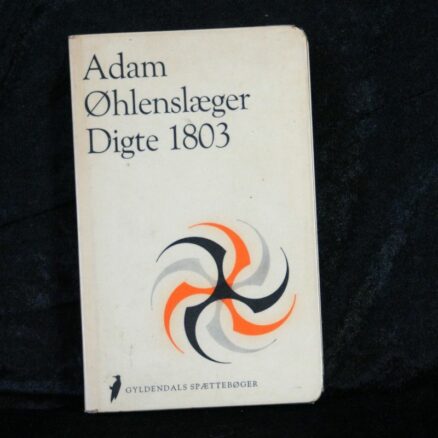 Adam
Øhlenslæger
Digte 1803
GYLDENDALS SPÆTTEBØGER